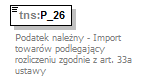 tns:P_26
Podatek należny - Import
towarów podlegający
rozliczeniu zgodnie z art. 33a
ustawy